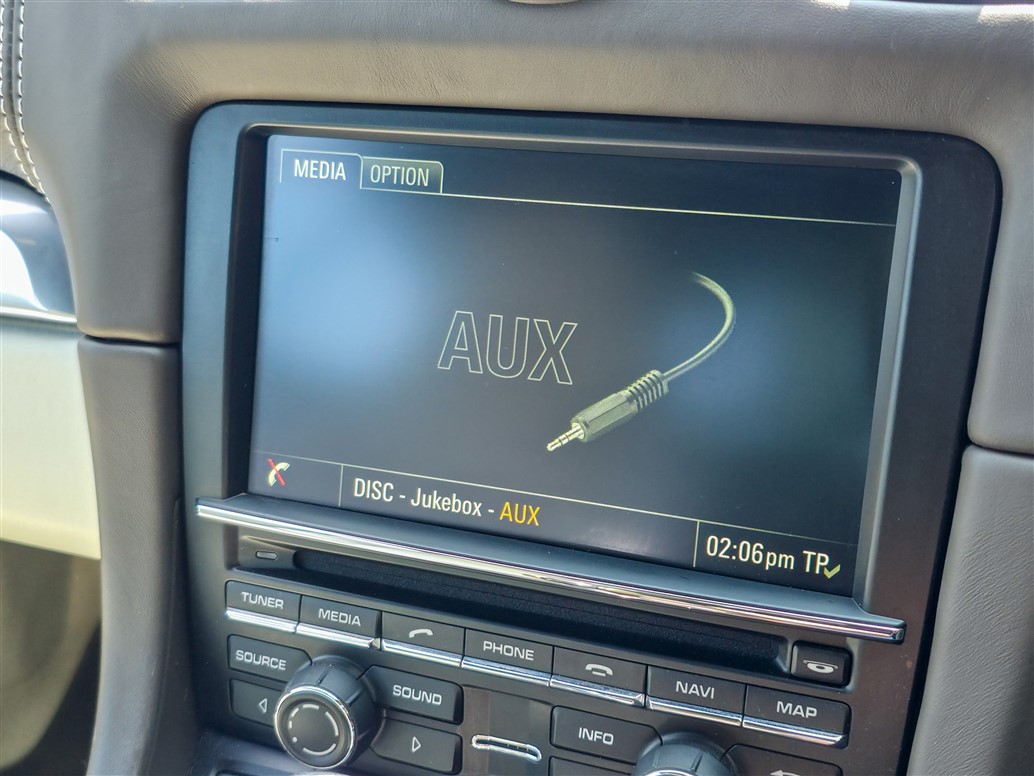 MEDIA OPTION
AUX
DISC - Jukebox - AUX
02:06pm TP
TUNER MEDIA PHONE NAVI MAP
SOURCE SOUND INFO